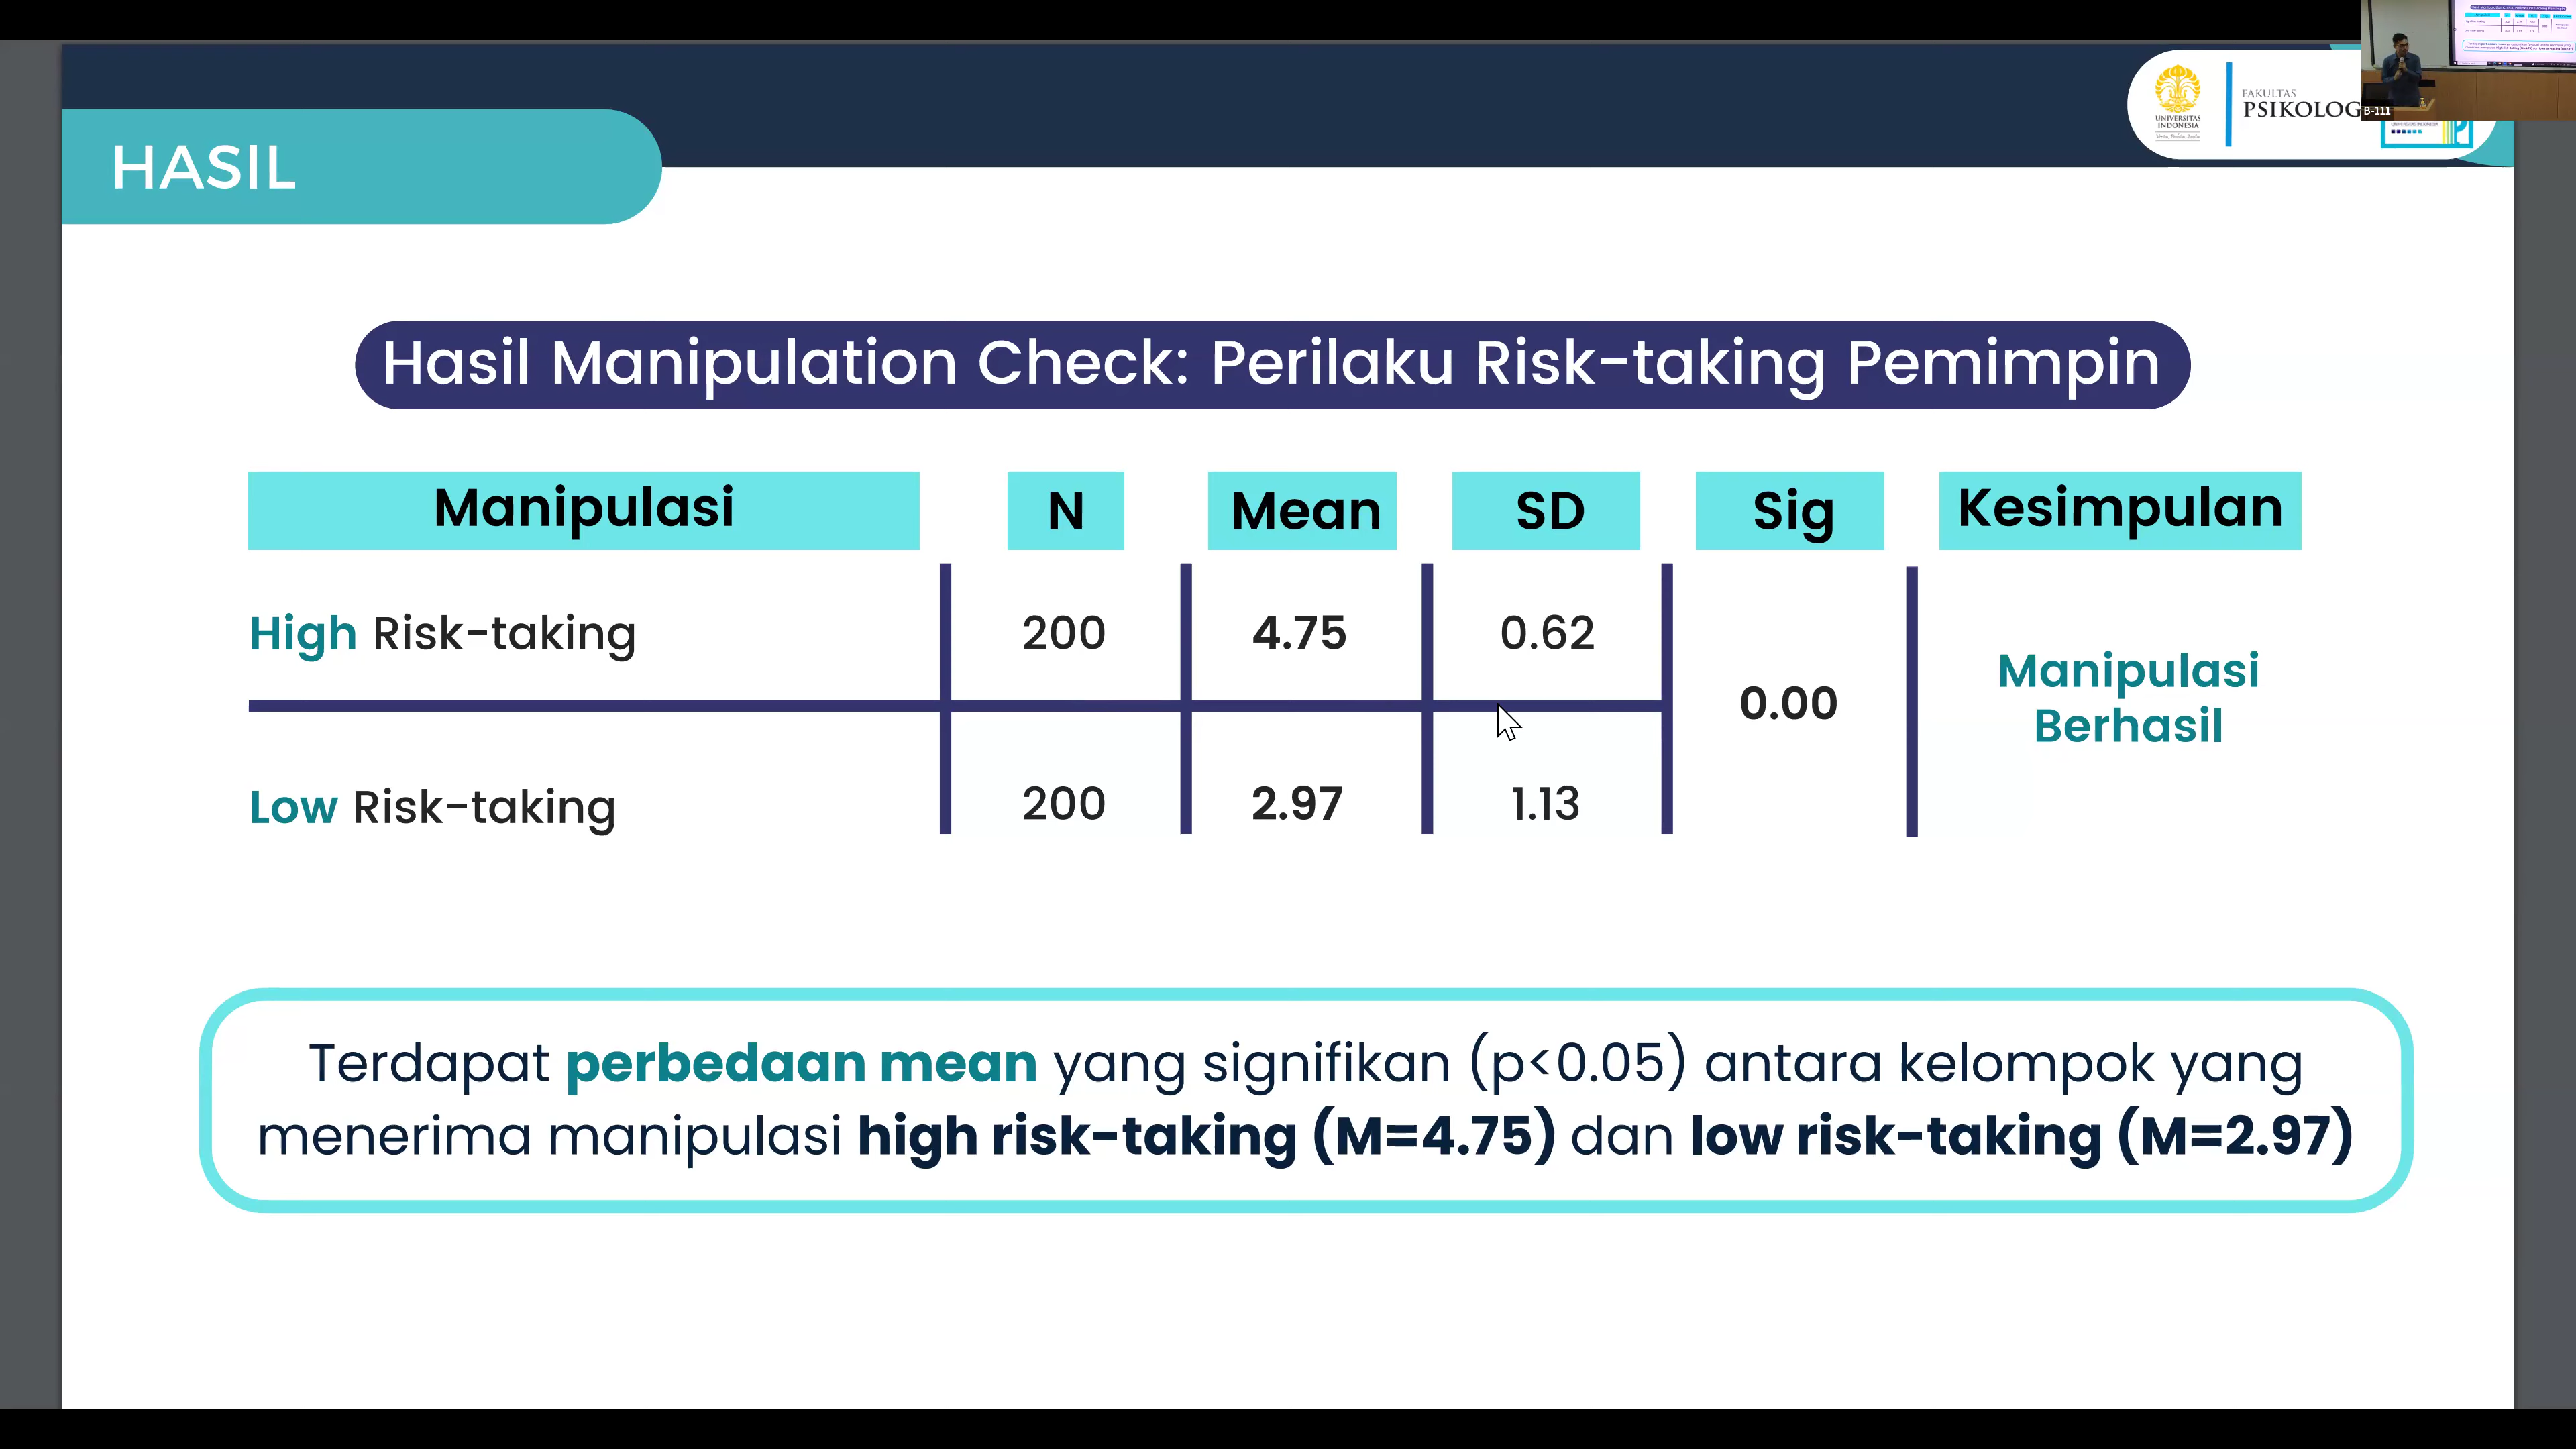 HASIL
UNIVERSITAS
INDONESIA
FAKULTAS
PSIKOLOG
B-111
Hasil Manipulation Check: Perilaku Risk-taking Pemimpin
Manipulasi N Mean SD Sig Kesimpulan
High Risk-taking 200 4.75 0.62
0.00 Manipulasi
Berhasil
Low Risk-taking 200 2.97 1.13
Terdapat perbedaan mean yang signifikan (p<0.05) antara kelompok yang
menerima manipulasi high risk-taking (M=4.75) dan low risk-taking (M=2.97)